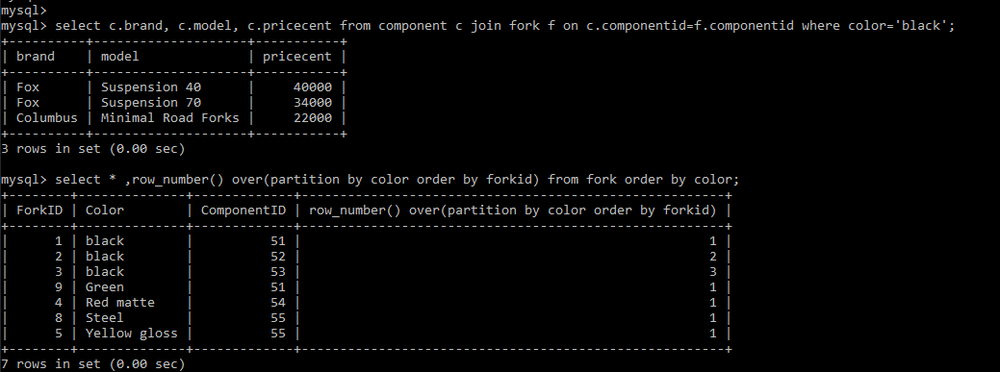 mysql>
mysql> select c.brand, c.model, c.pricecent from component c join fork f on c.componentid=f.componentid where color='black';
+----------+--------------------+-----------+
| brand    | model              | pricecent |
+----------+--------------------+-----------+
| Fox      | Suspension 40      |     40000 |
| Fox      | Suspension 70      |     34000 |
| Columbus | Minimal Road Forks |     22000 |
+----------+--------------------+-----------+
3 rows in set (0.00 sec)

mysql> select * ,row_number() over(partition by color order by forkid) from fork order by color;
+--------+--------------+-------------+-------------------------------------------------------+
| ForkID | Color        | ComponentID | row_number() over(partition by color order by forkid) |
+--------+--------------+-------------+-------------------------------------------------------+
|      1 | black        |          51 |                                                     1 |
|      2 | black        |          52 |                                                     2 |
|      3 | black        |          53 |                                                     3 |
|      9 | Green        |          51 |                                                     1 |
|      4 | Red matte    |          54 |                                                     1 |
|      8 | Steel        |          55 |                                                     1 |
|      5 | Yellow gloss |          55 |                                                     1 |
+--------+--------------+-------------+-------------------------------------------------------+
7 rows in set (0.00 sec)